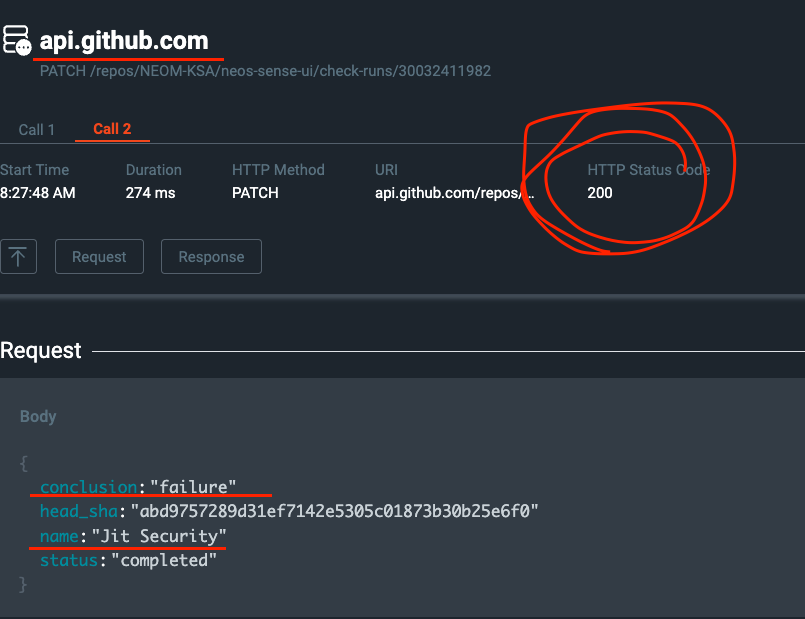 api.github.com
PATCH /repos/NEOM-KSA/neos-sense-ui/check-runs/30032411982
Call 1 Call 2
Start Time Duration HTTP Method URI HTTP Status Code
8:27:48 AM 274 ms PATCH api.github.com/repos/… 200
Request Response
Request
Body
{
conclusion:"failure"
head_sha:"abd9757289d31ef7142e5305c01873b30b25e6f0"
name:"Jit Security"
status:"completed"
}